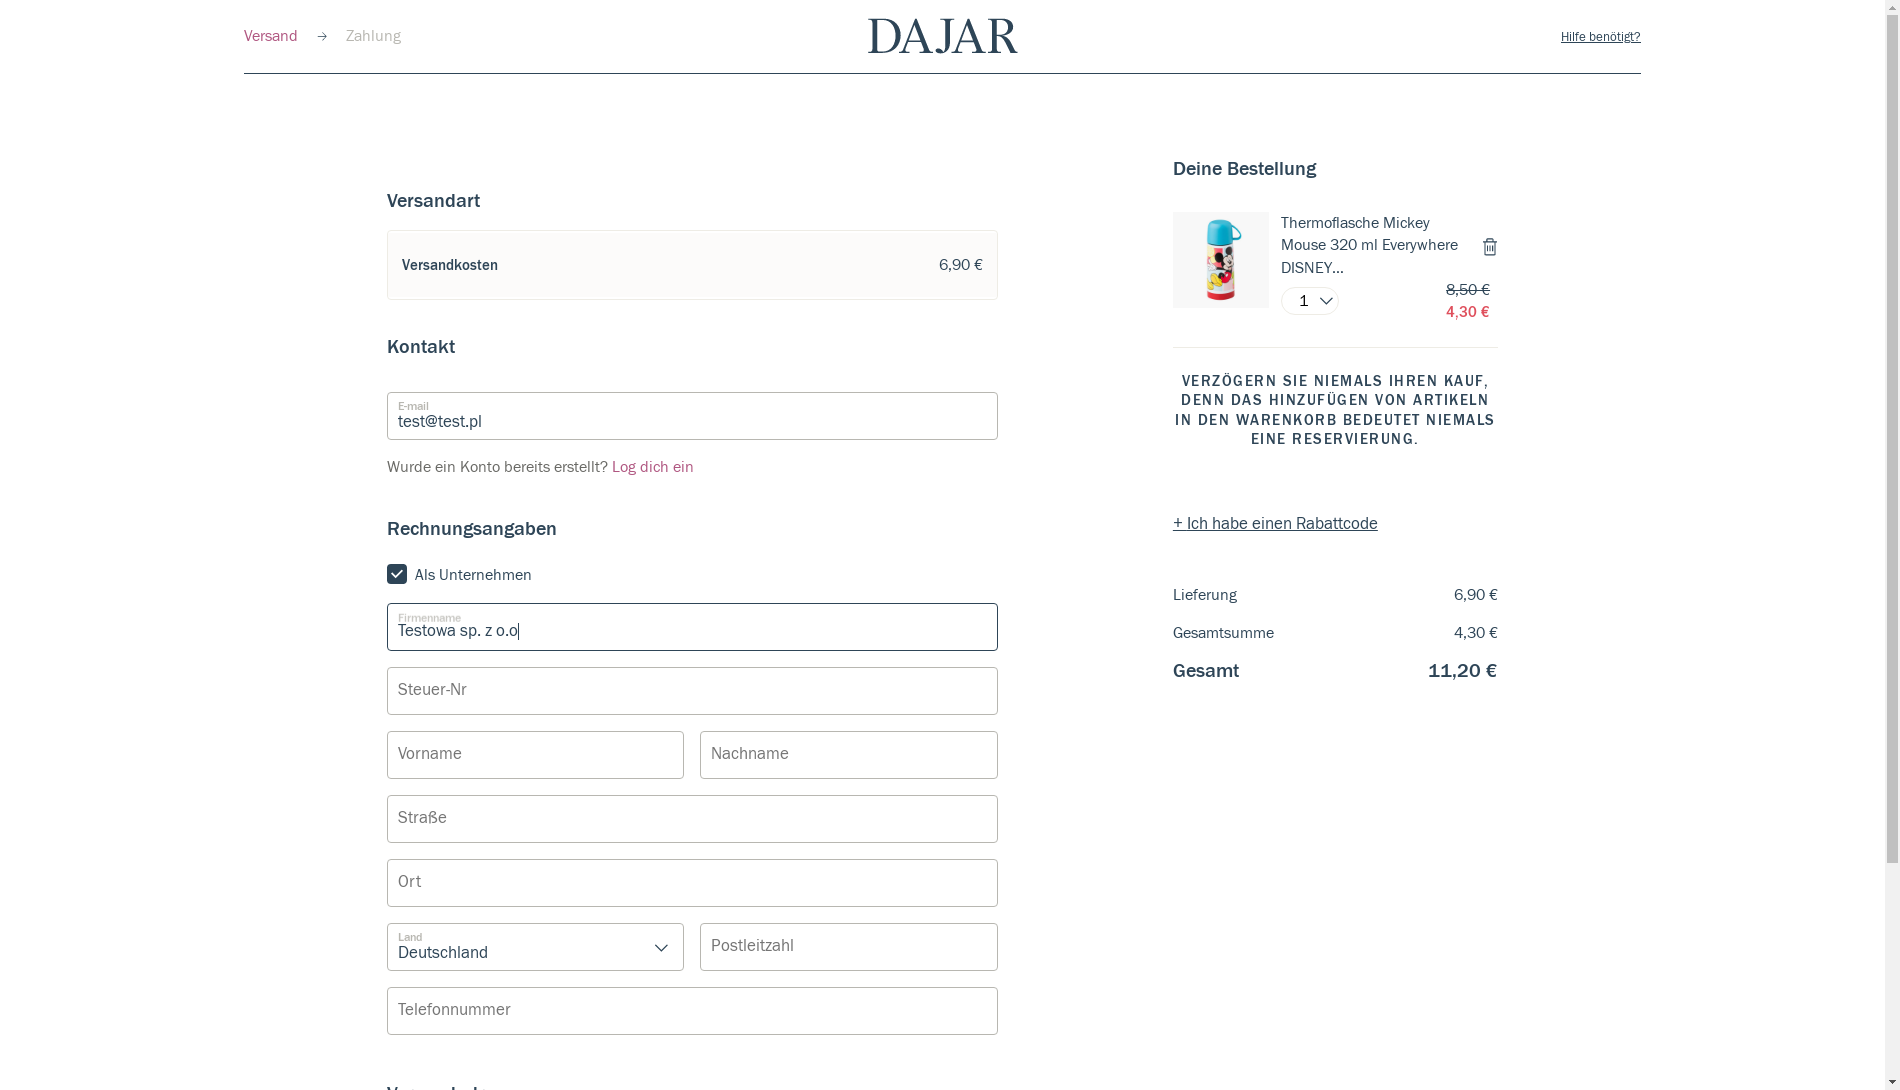 Versand
Zahlung
DAJAR
Hilfe benötigt?
Versandart
Versandkosten
6,90 €
Kontakt
E-mail
test@test.pl
Wurde ein Konto bereits erstellt? Log dich ein
Rechnungsangaben
Als Unternehmen
Firmenname
Testowa sp. z o.o
Steuer-Nr
Vorname
Nachname
Straße
Ort
Land
Deutschland
Postleitzahl
Telefonnummer
Deine Bestellung
Thermoflasche Mickey
Mouse 320 ml Everywhere
DISNEY...
1
8,50 €
4,30 €
VERZÖGERN SIE NIEMALS IHREN KAUF,
DENN DAS HINZUFÜGEN VON ARTIKELN
IN DEN WARENKORB BEDEUTET NIEMALS
EINE RESERVIERUNG.
+ Ich habe einen Rabattcode
Lieferung
6,90 €
Gesamtsumme
4,30 €
Gesamt
11,20 €